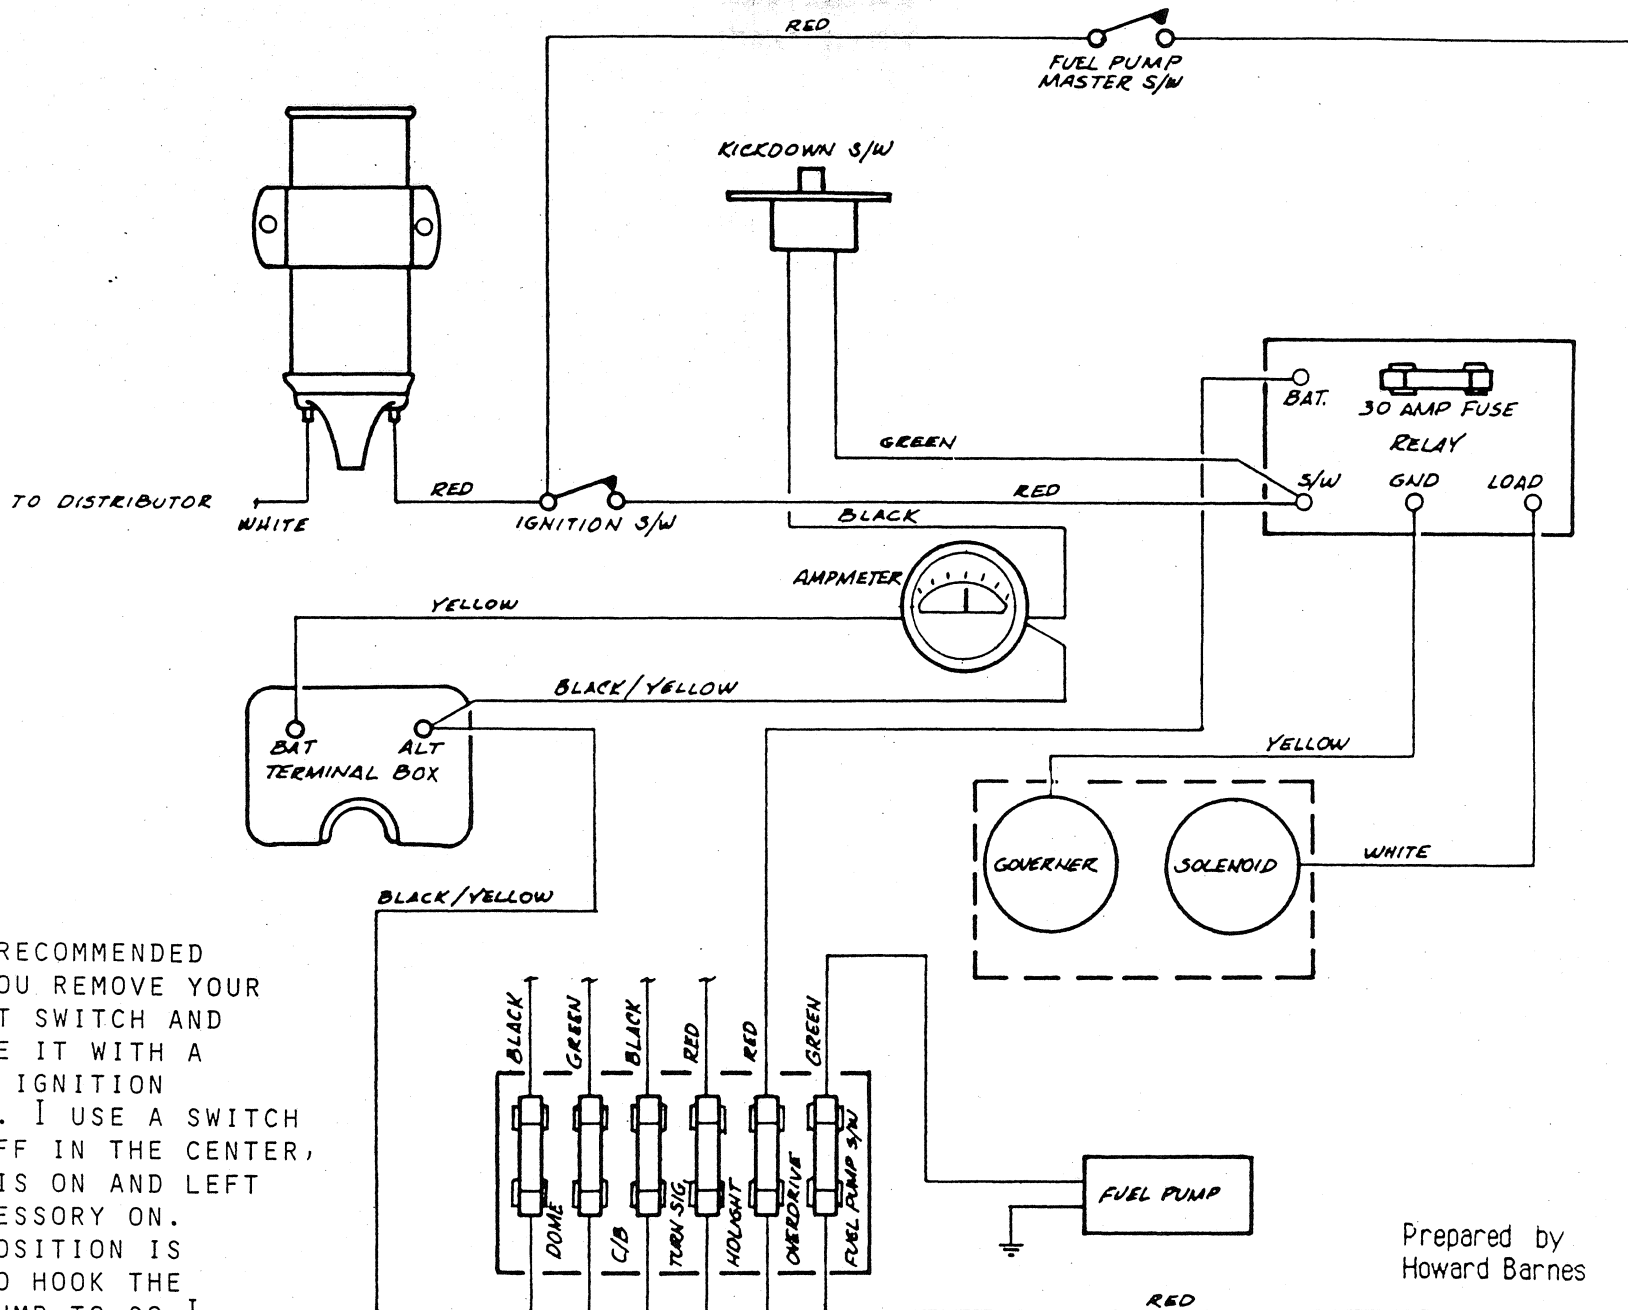 RED
FUEL PUMP
MASTER S/W
KICKDOWN S/W
BAT.
30 AMP FUSE
RELAY
GREEN
S/W
GND
LOAD
RED
RED
TO DISTRIBUTOR
WHITE
IGNITION S/W
BLACK
AMPMETER
YELLOW
BLACK/YELLOW
BAT
ALT
TERMINAL BOX
YELLOW
GOVERNER
SOLENOID
WHITE
BLACK/YELLOW
RECOMMENDED
OU REMOVE YOUR
T SWITCH AND
E IT WITH A
IGNITION
. I USE A SWITCH
FF IN THE CENTER,
IS ON AND LEFT
ESSORY ON.
OSITION IS
O HOOK THE
BLACK
GREEN
BLACK
RED
RED
GREEN
DOME
C/B
TURN SIG.
HDLIGHT
OVERDRIVE
FUEL PUMP S/W
FUEL PUMP
Prepared by
Howard Barnes
RED